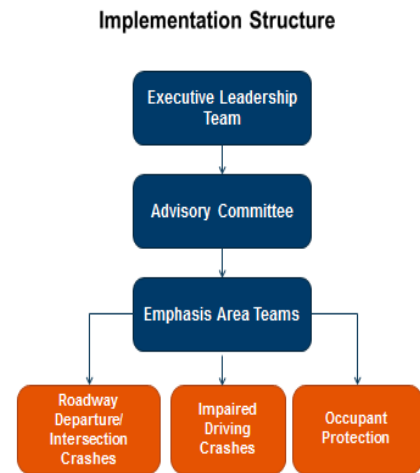 Implementation Structure
Executive Leadership
Team
Advisory Committee
Emphasis Area Teams
Roadway
Departure/
Intersection
Crashes
Impaired
Driving
Crashes
Occupant
Protection